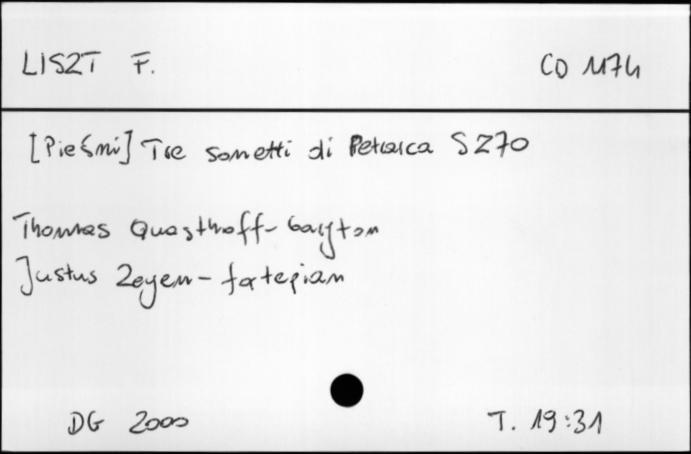 LISZT F. CD 1174
[Pieśni] Tre sonetti di Petrarca S270
Thomas Quasthoff - baryton
Justus Zeyen - fortepian
DG 2000 T. 19:31